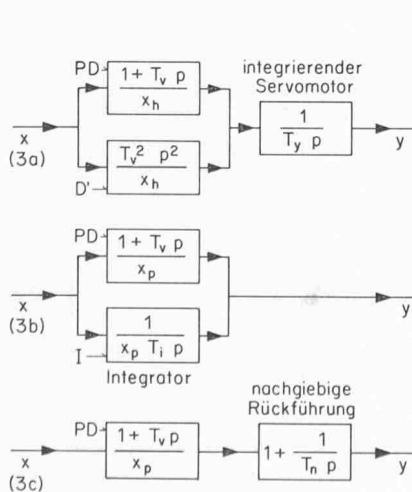 PD
1 + T_v p
x_h
integrierender
Servomotor
1
T_y p
x
(3a)
y
T_v² p²
x_h
D'
PD
1 + T_v p
x_p
x
(3b)
y
1
x_p T_i p
I
Integrator
nachgiebige
Rückführung
PD
1 + T_v p
x_p
1 + 1
T_n p
x
(3c)
y